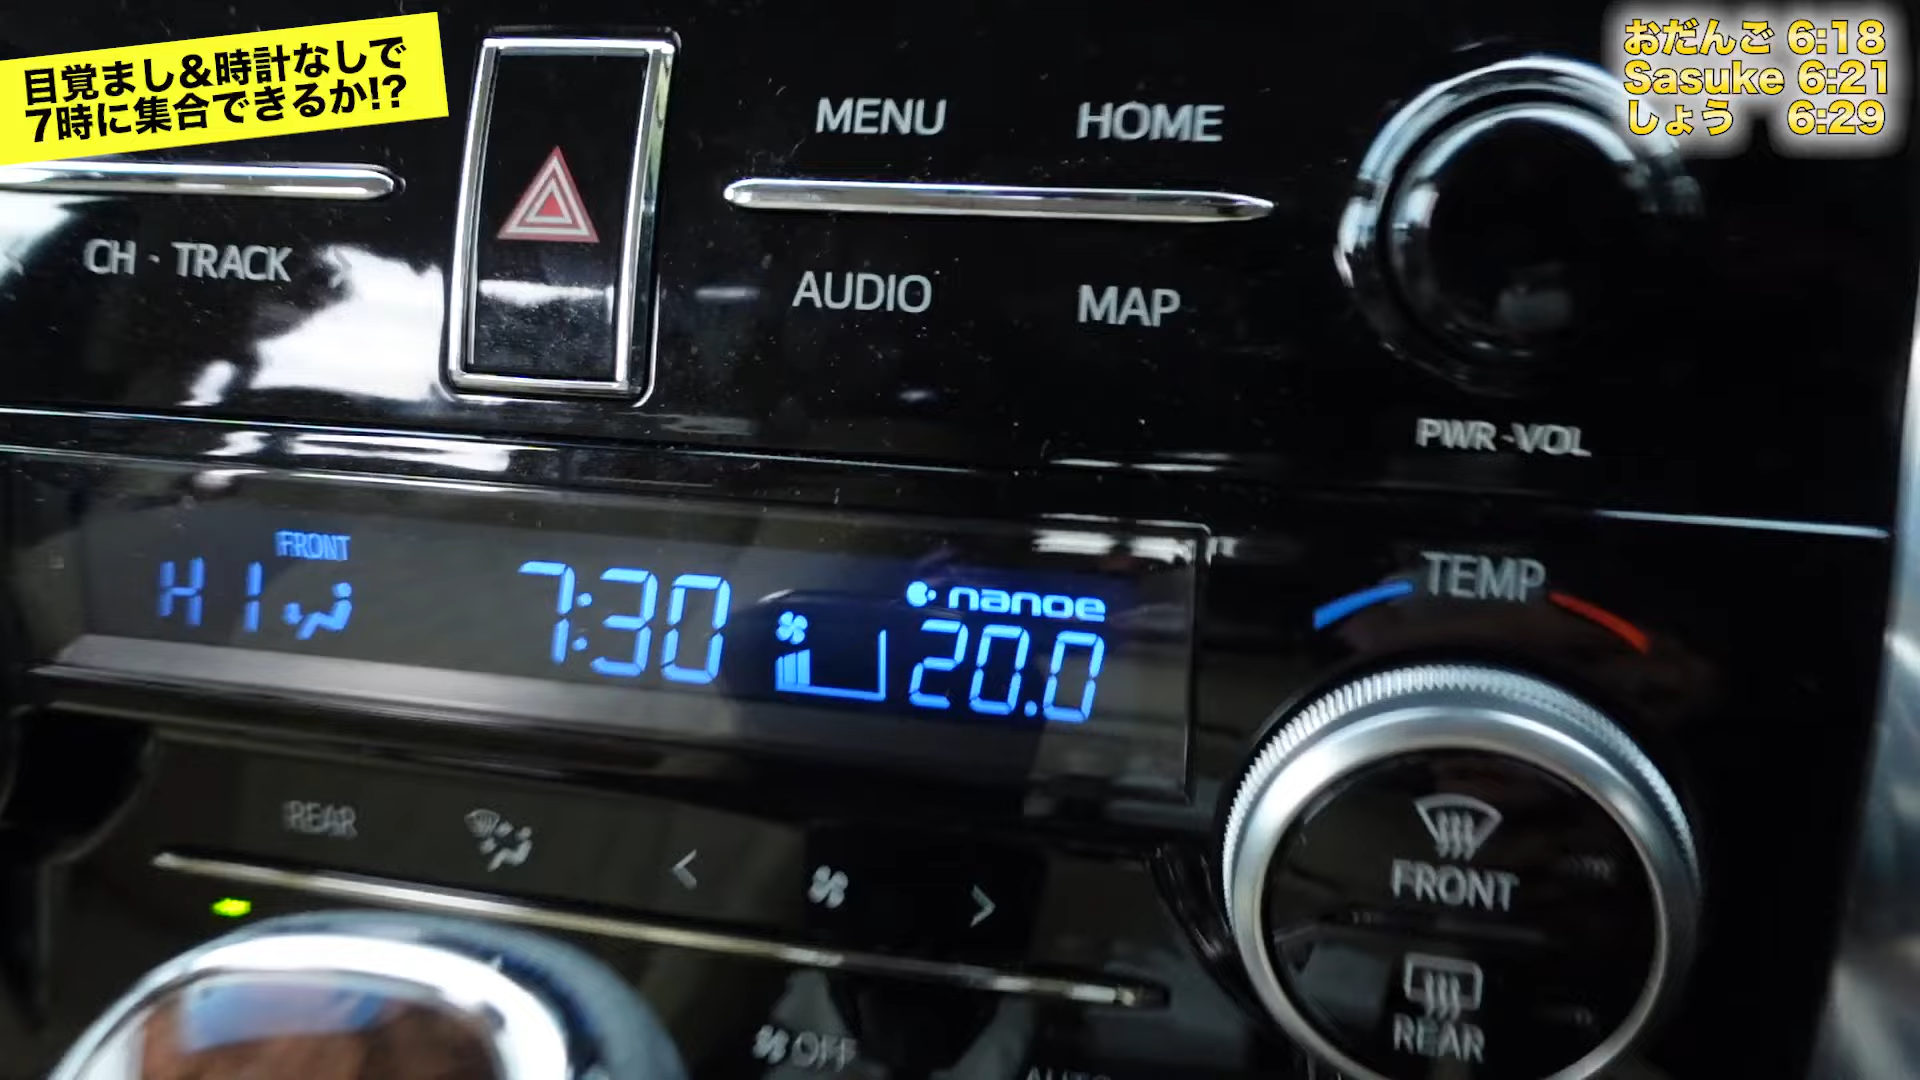 目覚まし&時計なしで
7時に集合できるか!?
おだんご 6:18
Sasuke 6:21
しょう 6:29
MENU HOME
CH · TRACK
AUDIO MAP
PWR-VOL
FRONT
HI 7:30
nanoe
20.0
TEMP
REAR
FRONT
REAR
OFF
AUTO